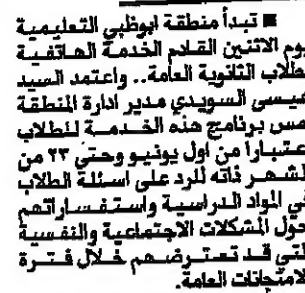 ■ تبدأ منطقة ابوظبي التعليمية
يوم الاثنين القادم الخدمة الهاتفية
لطلاب الثانوية العامة.. واعتمد السيد
عيسى السويدي مدير ادارة المنطقة
امس برنامج هذه الخدمة للطلاب
اعتبارا من اول يونيو وحتى ٢٣ من
الشهر ذاته للرد على اسئلة الطلاب
في المواد الدراسية واستفساراتهم
حول المشكلات الاجتماعية والنفسية
التي قد تعترضهم خلال فترة
الامتحانات العامة.